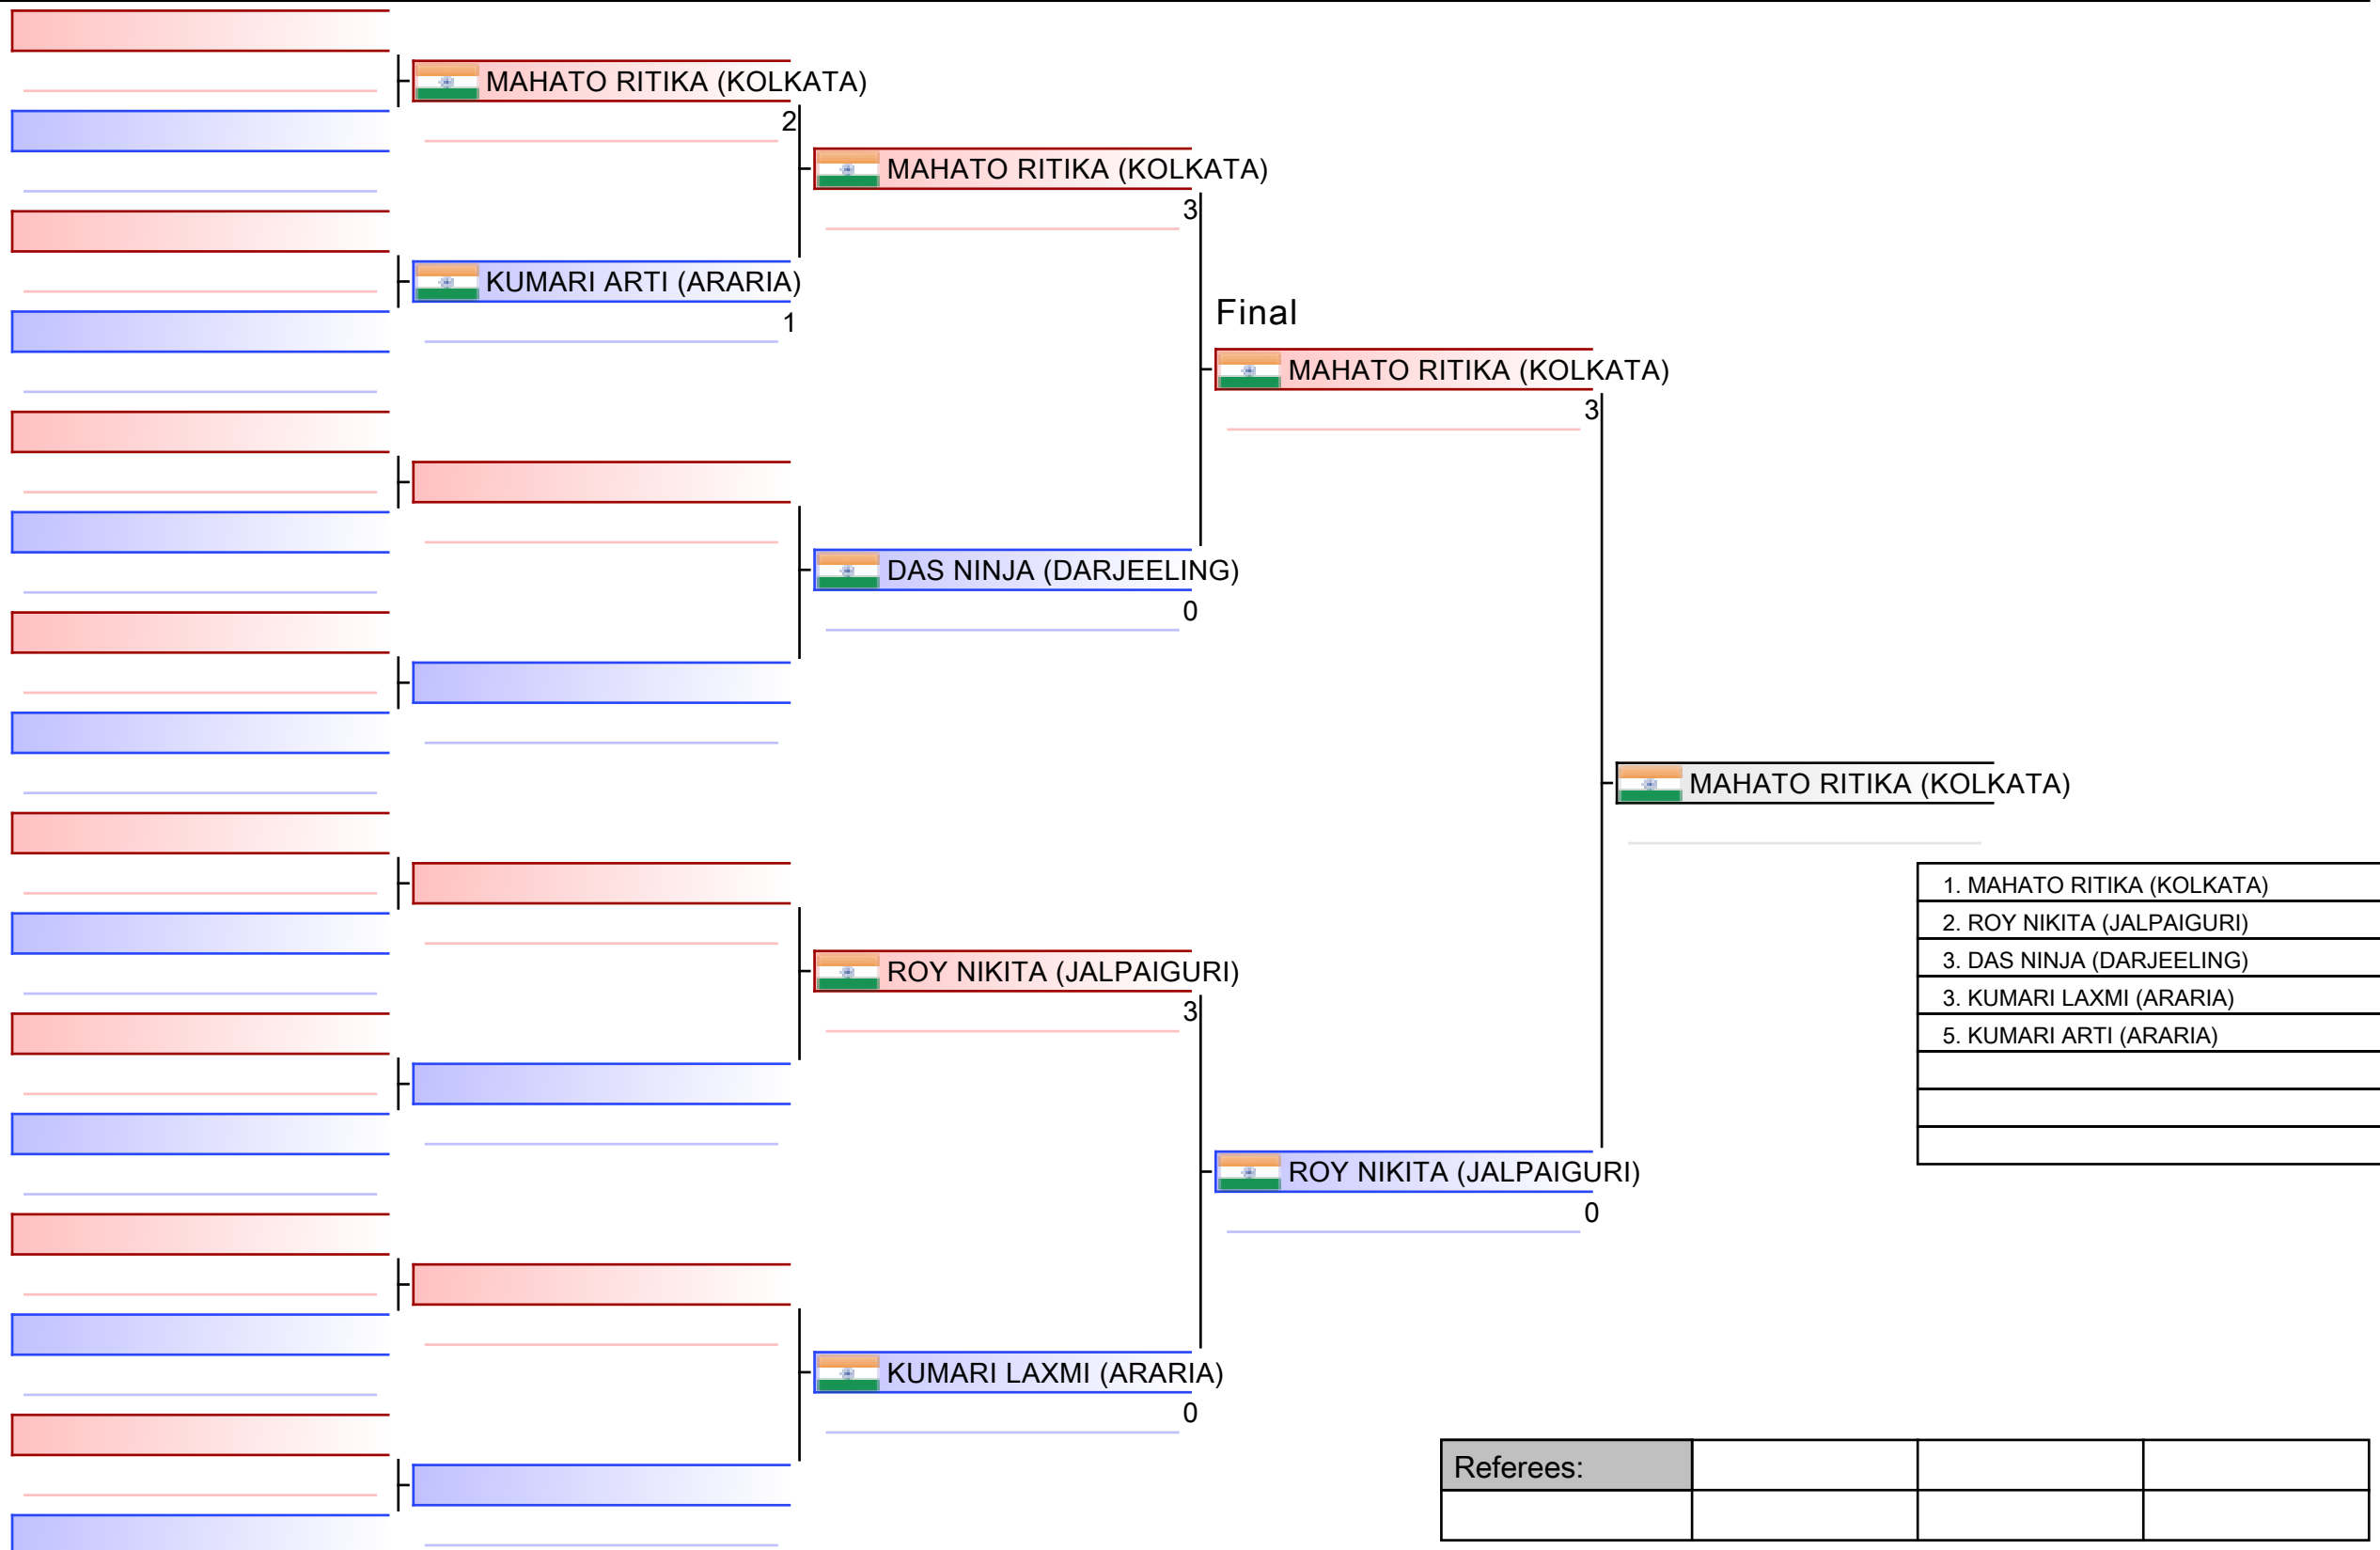 MAHATO RITIKA (KOLKATA)
2
MAHATO RITIKA (KOLKATA)
3
KUMARI ARTI (ARARIA)
1
Final
MAHATO RITIKA (KOLKATA)
3
DAS NINJA (DARJEELING)
0
MAHATO RITIKA (KOLKATA)
1. MAHATO RITIKA (KOLKATA)
2. ROY NIKITA (JALPAIGURI)
3. DAS NINJA (DARJEELING)
3. KUMARI LAXMI (ARARIA)
5. KUMARI ARTI (ARARIA)
ROY NIKITA (JALPAIGURI)
3
ROY NIKITA (JALPAIGURI)
0
KUMARI LAXMI (ARARIA)
0
Referees: